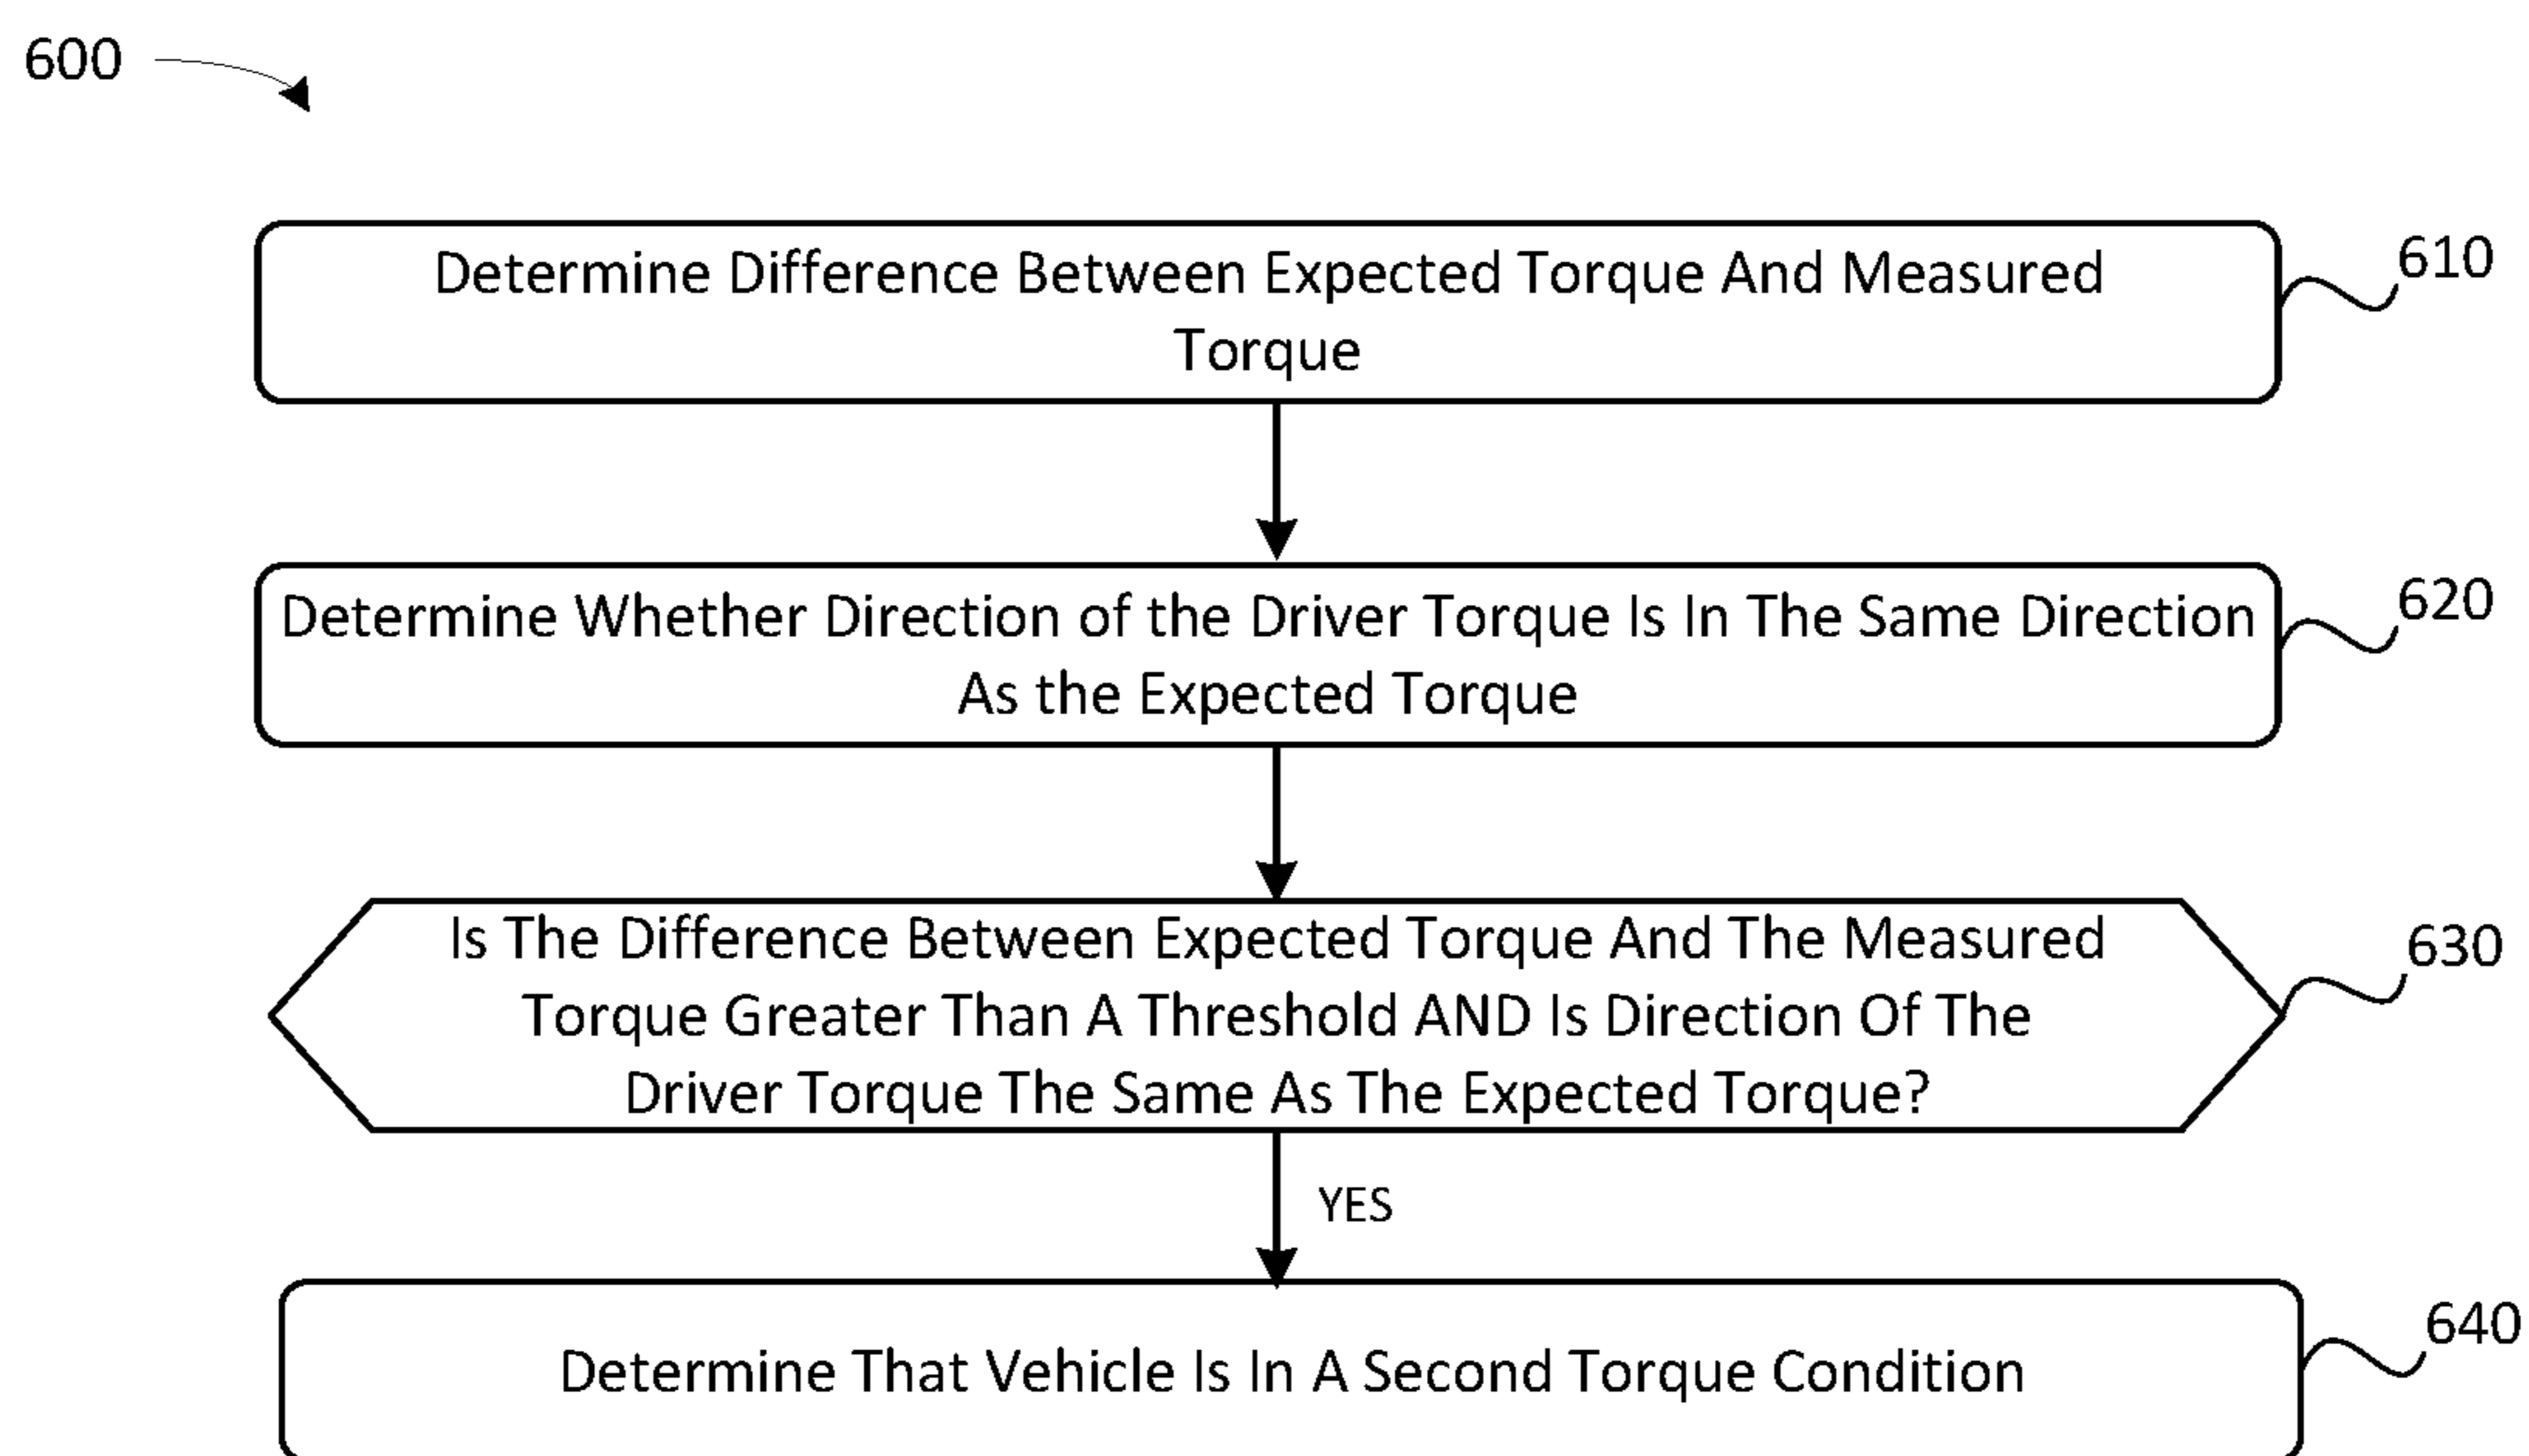 600
Determine Difference Between Expected Torque And Measured
Torque
610
Determine Whether Direction of the Driver Torque Is In The Same Direction
As the Expected Torque
620
Is The Difference Between Expected Torque And The Measured
Torque Greater Than A Threshold AND Is Direction Of The
Driver Torque The Same As The Expected Torque?
630
YES
Determine That Vehicle Is In A Second Torque Condition
640